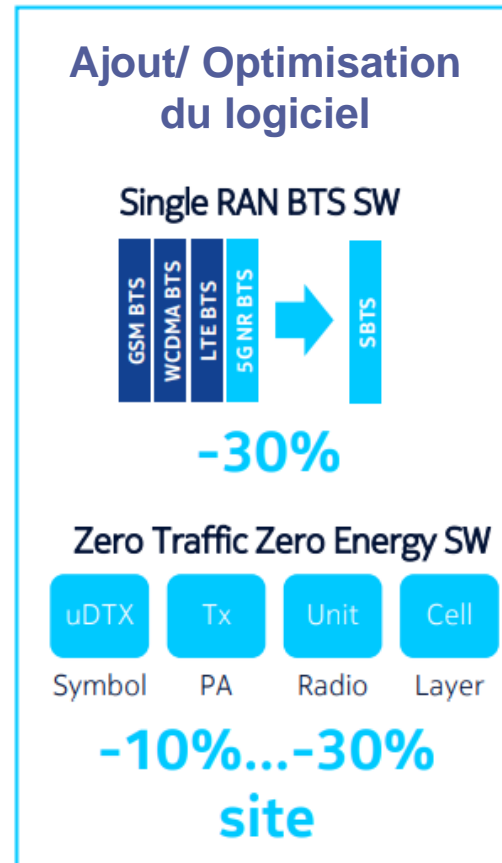 Ajout/ Optimisation
du logiciel
Single RAN BTS SW
GSM BTS
WCDMA BTS
LTE BTS
5G NR BTS
SBTS
-30%
Zero Traffic Zero Energy SW
uDTX Tx Unit Cell
Symbol PA Radio Layer
-10%...-30%
site